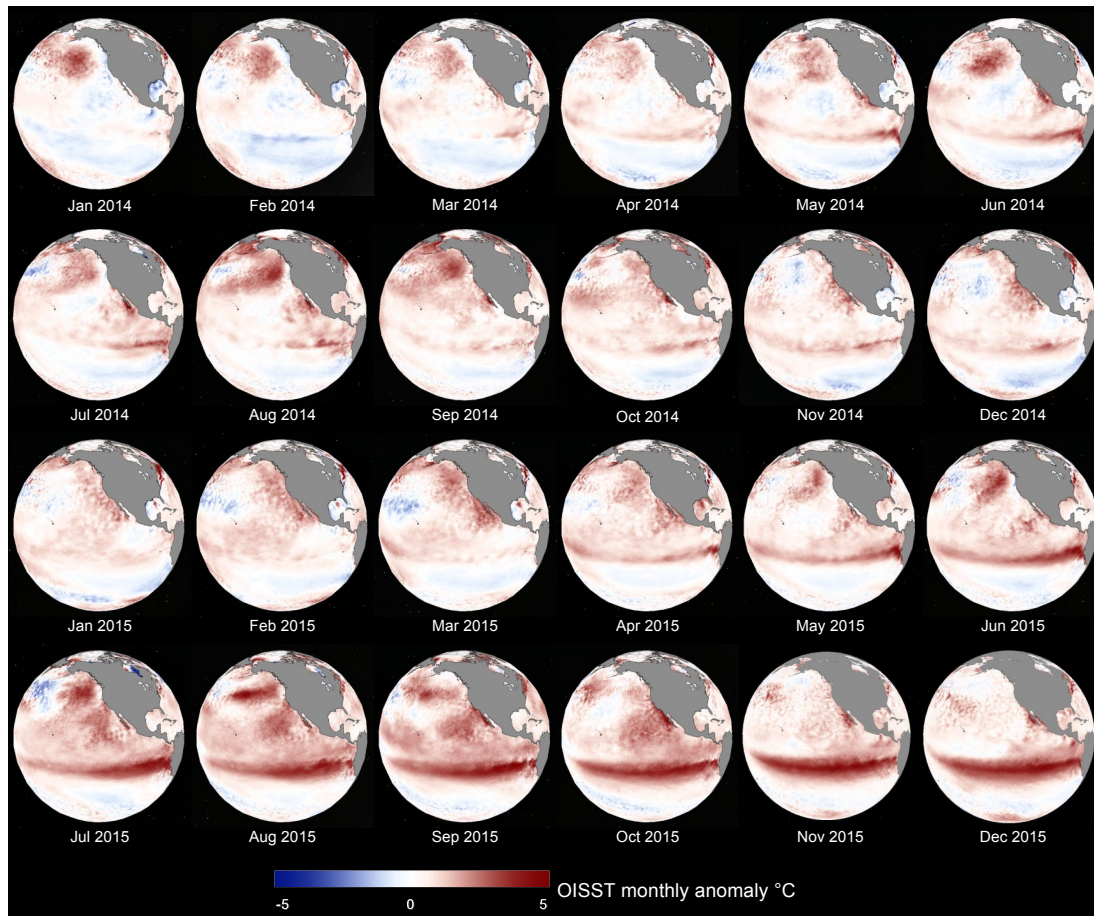 Jan 2014 Feb 2014 Mar 2014 Apr 2014 May 2014 Jun 2014
Jul 2014 Aug 2014 Sep 2014 Oct 2014 Nov 2014 Dec 2014
Jan 2015 Feb 2015 Mar 2015 Apr 2015 May 2015 Jun 2015
Jul 2015 Aug 2015 Sep 2015 Oct 2015 Nov 2015 Dec 2015
OISST monthly anomaly °C
-5 0 5